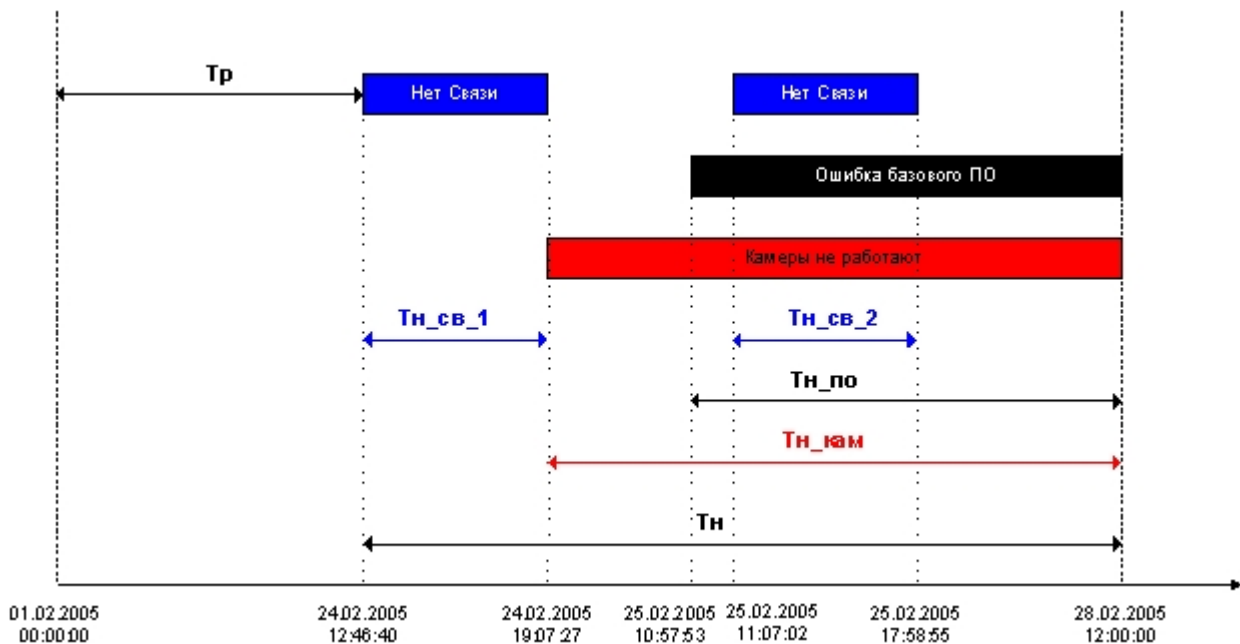 Тр
Нет Связи
Нет Связи
Ошибка базового ПО
Камеры не работают
Тн_св_1
Тн_св_2
Тн_по
Тн_кам
Тн
01.02.2005 24.02.2005 24.02.2005 25.02.2005 25.02.2005 25.02.2005 28.02.2005
00:00:00 12:46:40 19:07:27 10:57:53 11:07:02 17:58:55 12:00:00